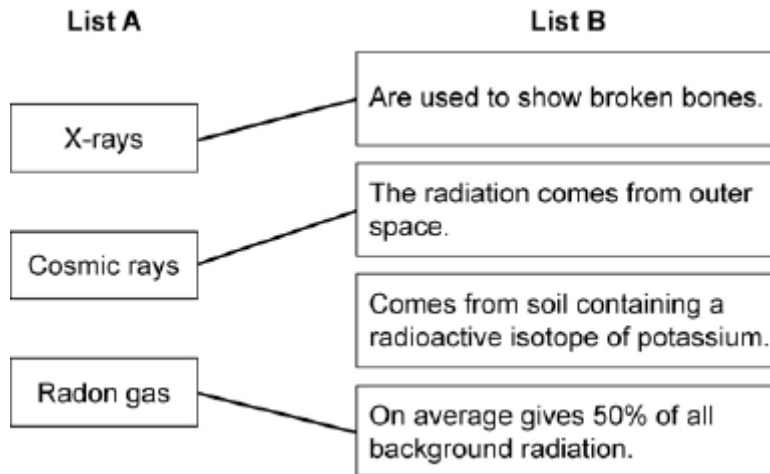 List A
List B
X-rays
Cosmic rays
Radon gas
Are used to show broken bones.
The radiation comes from outer
space.
Comes from soil containing a
radioactive isotope of potassium.
On average gives 50% of all
background radiation.